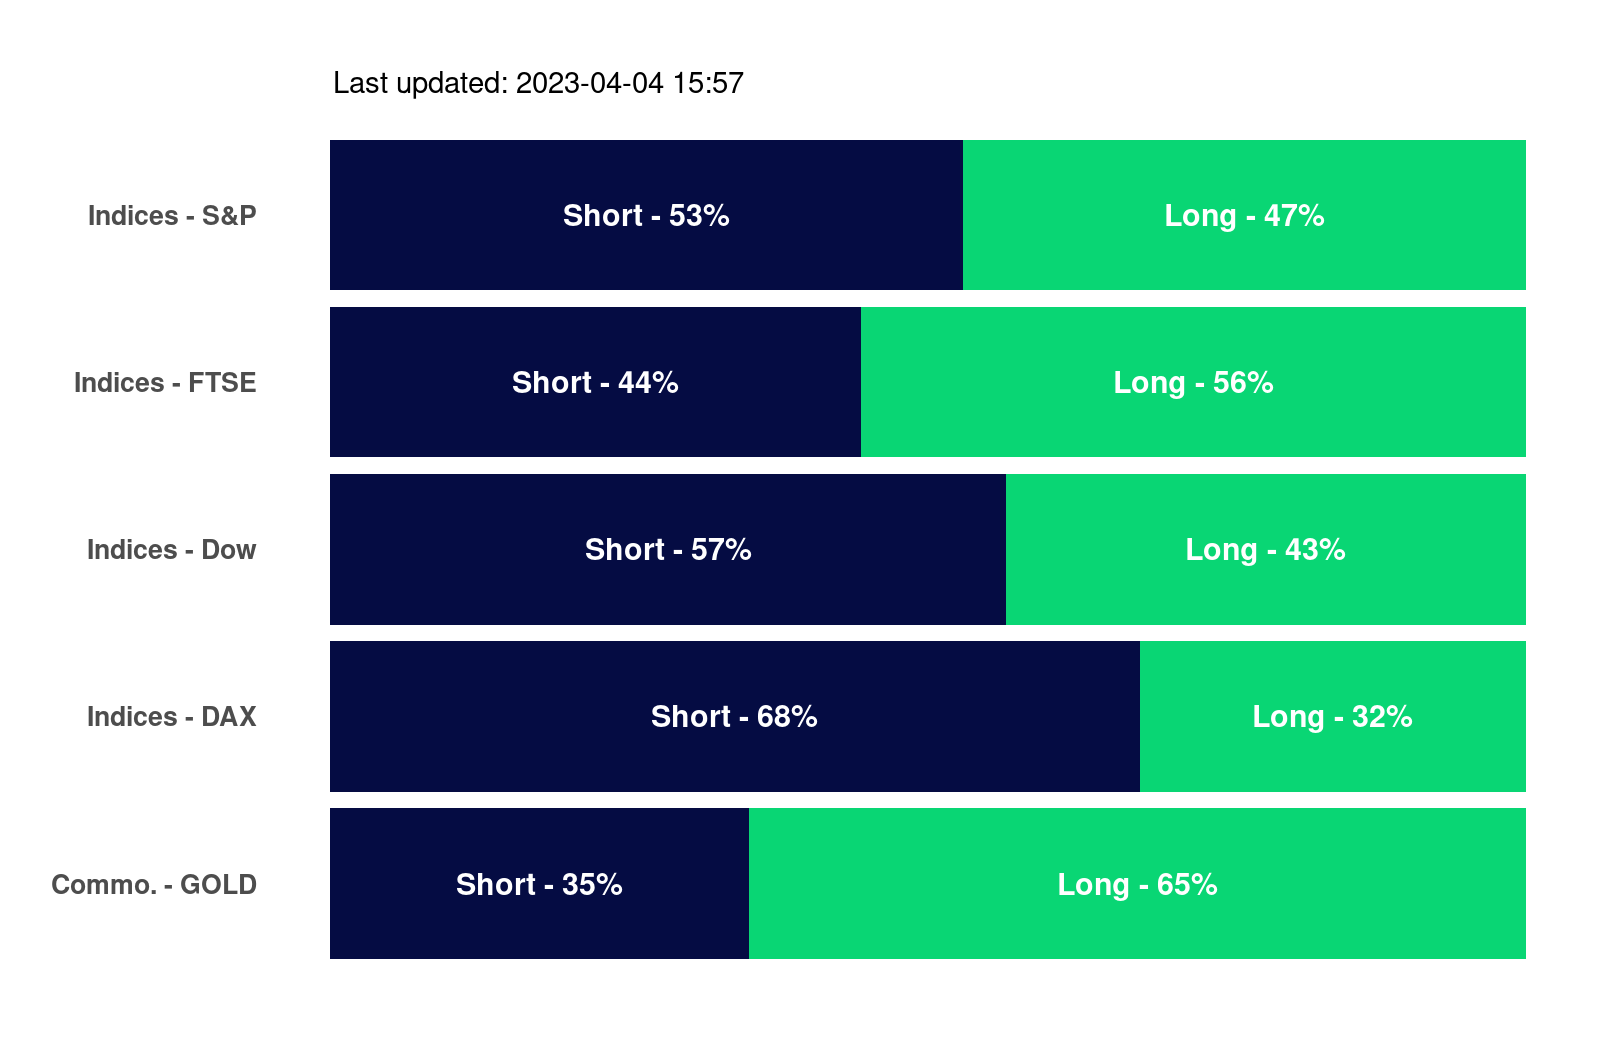 Last updated: 2023-04-04 15:57
Indices - S&P Short - 53% Long - 47%
Indices - FTSE Short - 44% Long - 56%
Indices - Dow Short - 57% Long - 43%
Indices - DAX Short - 68% Long - 32%
Commo. - GOLD Short - 35% Long - 65%